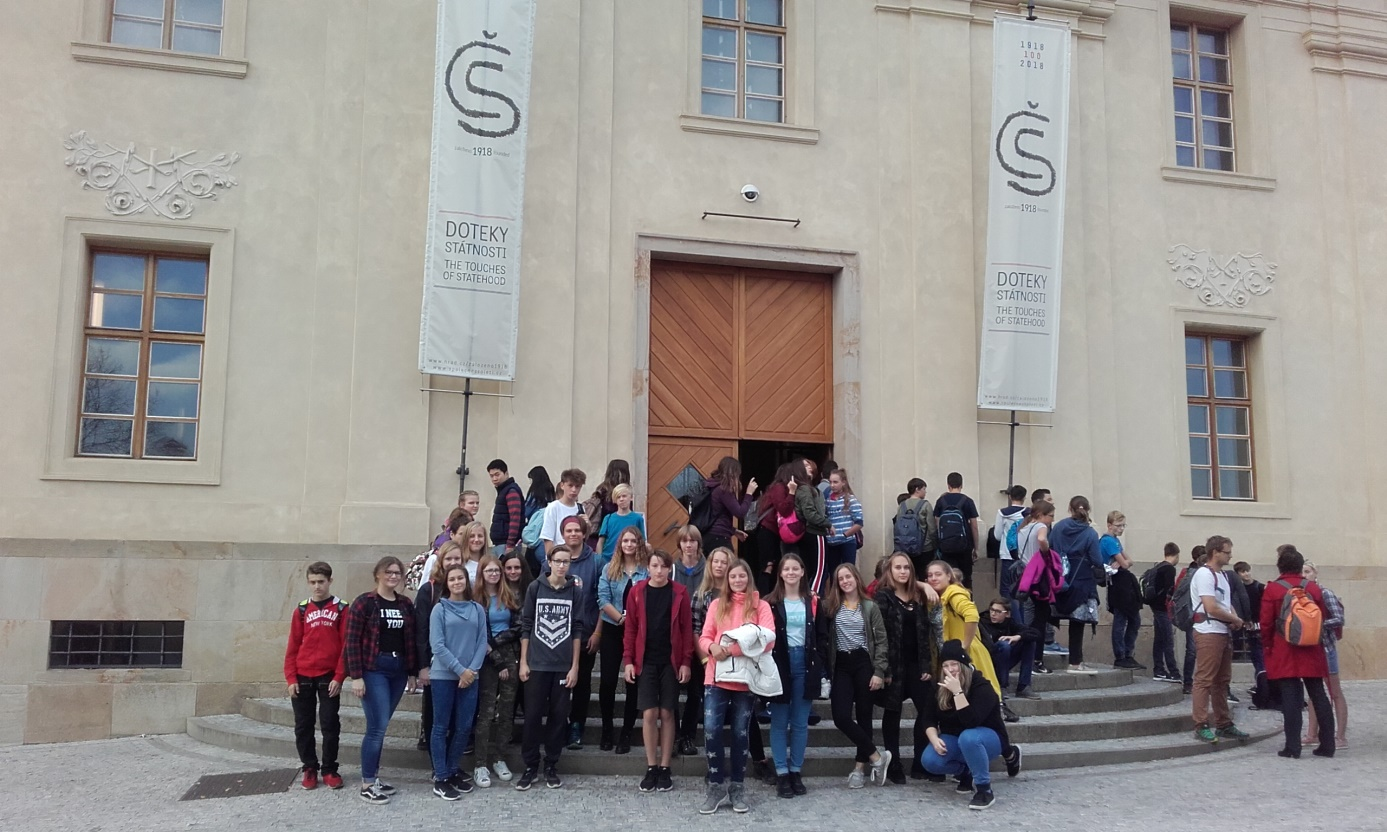 Š
1918
DOTEKY
STÁTNOSTI
THE TOUCHES
OF STATEHOOD
1918
100
2018
Š
1918
DOTEKY
STÁTNOSTI
THE TOUCHES
OF STATEHOOD
AMERICAN
NEW YORK
I NEED
YOU
U.S. ARMY